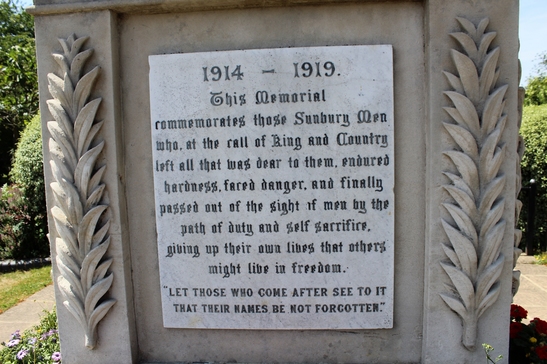 1914 – 1919.
This Memorial
commemorates those Sunbury Men
who, at the call of King and Country
left all that was dear to them, endured
hardness, faced danger, and finally
passed out of the sight of men by the
path of duty and self sacrifice,
giving up their own lives that others
might live in freedom.
"LET THOSE WHO COME AFTER SEE TO IT
THAT THEIR NAMES BE NOT FORGOTTEN."